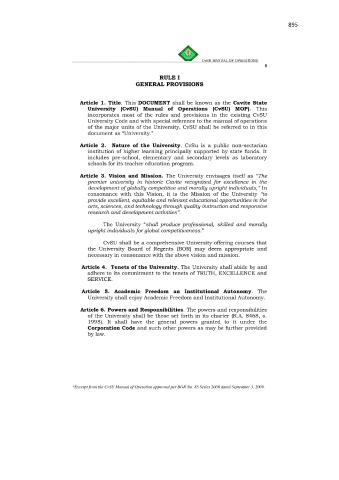 895
CvSU MANUAL OF OPERATIONS
6
RULE I
GENERAL PROVISIONS
Article 1. Title. This DOCUMENT shall be known as the Cavite State
University (CvSU) Manual of Operations (CvSU MOP). This
incorporates most of the rules and provisions in the existing CvSU
University Code and with special reference to the manual of operations
of the major units of the University, CvSU shall be referred to in this
document as "University."
Article 2. Nature of the University. CvSu is a public non-sectarian
institution of higher learning principally supported by state funds. It
includes pre-school, elementary and secondary levels as laboratory
schools for its teacher education program.
Article 3. Vision and Mission. The University envisages itself as "The
premier university in historic Cavite recognized for excellence in the
development of globally competitive and morally upright individuals." In
consonance with this Vision, it is the Mission of the University "to
provide excellent, equitable and relevant educational opportunities in the
arts, sciences, and technology through quality instruction and responsive
research and development activities".
The University "shall produce professional, skilled and morally
upright individuals for global competitiveness."
CvSU shall be a comprehensive University offering courses that
the University Board of Regents (BOR) may deem appropriate and
necessary in consonance with the above vision and mission.
Article 4. Tenets of the University. The University shall abide by and
adhere to its commitment to the tenets of TRUTH, EXCELLENCE and
SERVICE.
Article 5. Academic Freedom an Institutional Autonomy. The
University shall enjoy Academic Freedom and Institutional Autonomy.
Article 6. Powers and Responsibilities. The powers and responsibilities
of the University shall be those set forth in its charter (R.A. 8468, s.
1998). It shall have the general powers granted to it under the
Corporation Code and such other powers as may be further provided
by law.
*Excerpt from the CvSU Manual of Operation approved per BOR No. 85 Series 2009 dated September 3, 2009